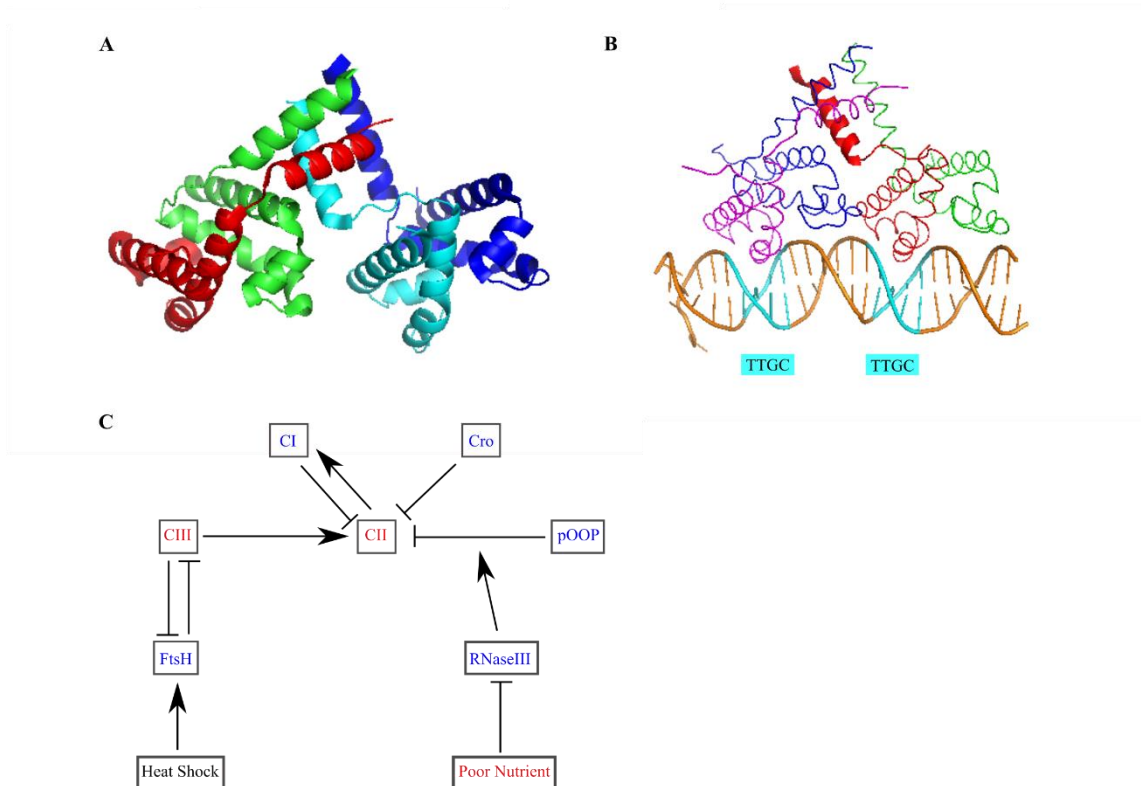 A
B
TTGC TTGC
C
CI Cro
CIII CII pOOP
FtsH RNaseIII
Heat Shock Poor Nutrient